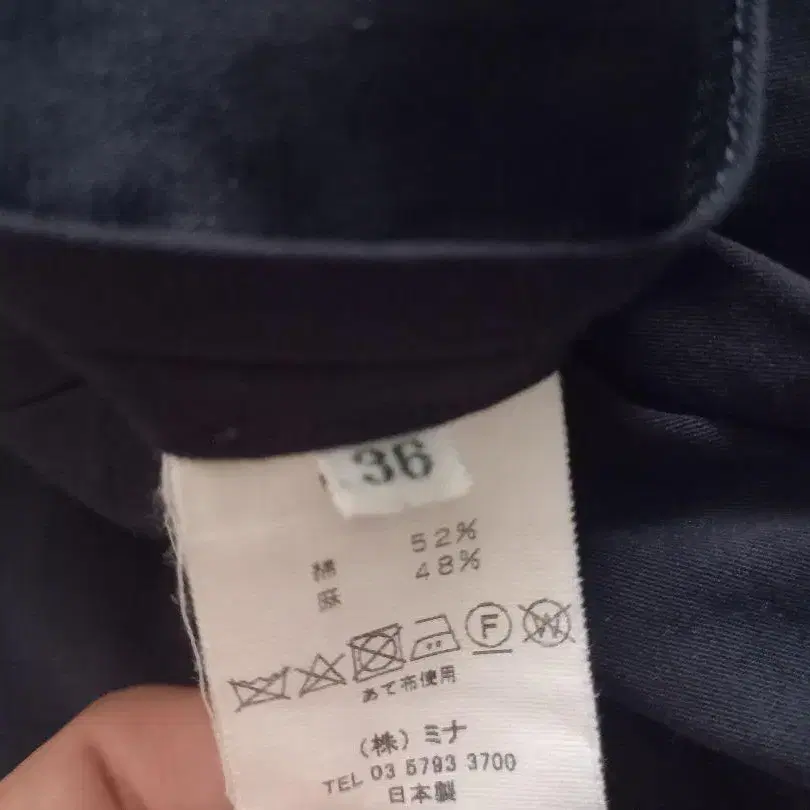 36
綿 52%
麻 48%
F
W
あて布使用
(株)ミナ
TEL 03 5793 3700
日本製